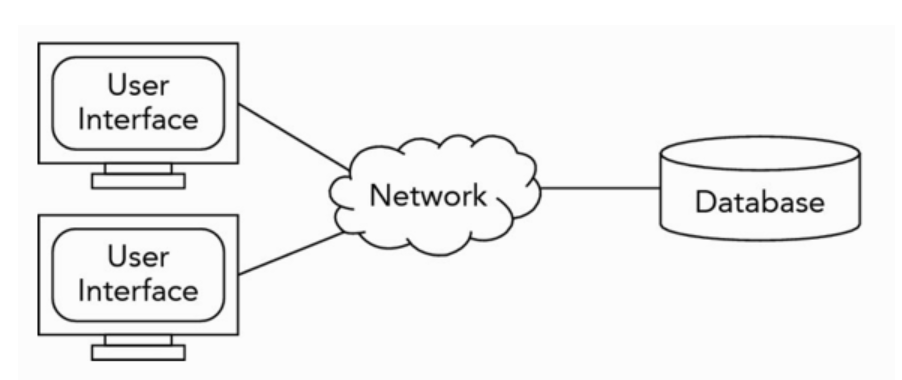 User
Interface
User
Interface
Network
Database